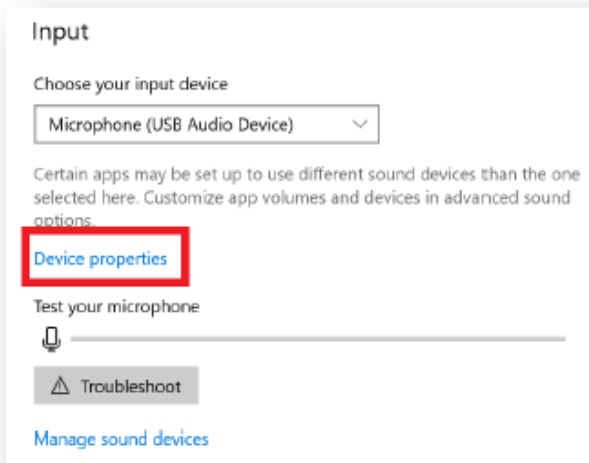 Input
Choose your input device
Microphone (USB Audio Device)
Certain apps may be set up to use different sound devices than the one
selected here. Customize app volumes and devices in advanced sound
options.
Device properties
Test your microphone
Troubleshoot
Manage sound devices